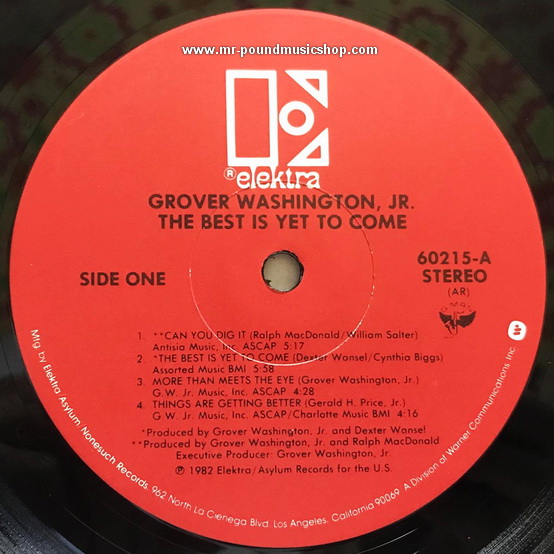 www.mr-poundmusicshop.com
® elektra
GROVER WASHINGTON, JR.
THE BEST IS YET TO COME
SIDE ONE
60215-A
STEREO
(AR)
1. **CAN YOU DIG IT (Ralph MacDonald/William Salter)
Antisia Music, Inc. ASCAP 5:17
2. *THE BEST IS YET TO COME (Dexter Wansel/Cynthia Biggs)
Assorted Music BMI 5:58
3. MORE THAN MEETS THE EYE (Grover Washington, Jr.)
G.W. Jr. Music, Inc. ASCAP 4:28
4. THINGS ARE GETTING BETTER (Gerald H. Price, Jr.)
G.W. Jr. Music, Inc. ASCAP/Charlotte Music BMI 4:16
*Produced by Grover Washington, Jr. and Dexter Wansel
**Produced by Grover Washington, Jr. and Ralph MacDonald
Executive Producer: Grover Washington, Jr.
℗ 1982 Elektra/Asylum Records for the U.S.
Mfg by Elektra/Asylum/Nonesuch Records, 962 North La Cienega Blvd. Los Angeles, California 90069 A Division of Warner Communications Inc.